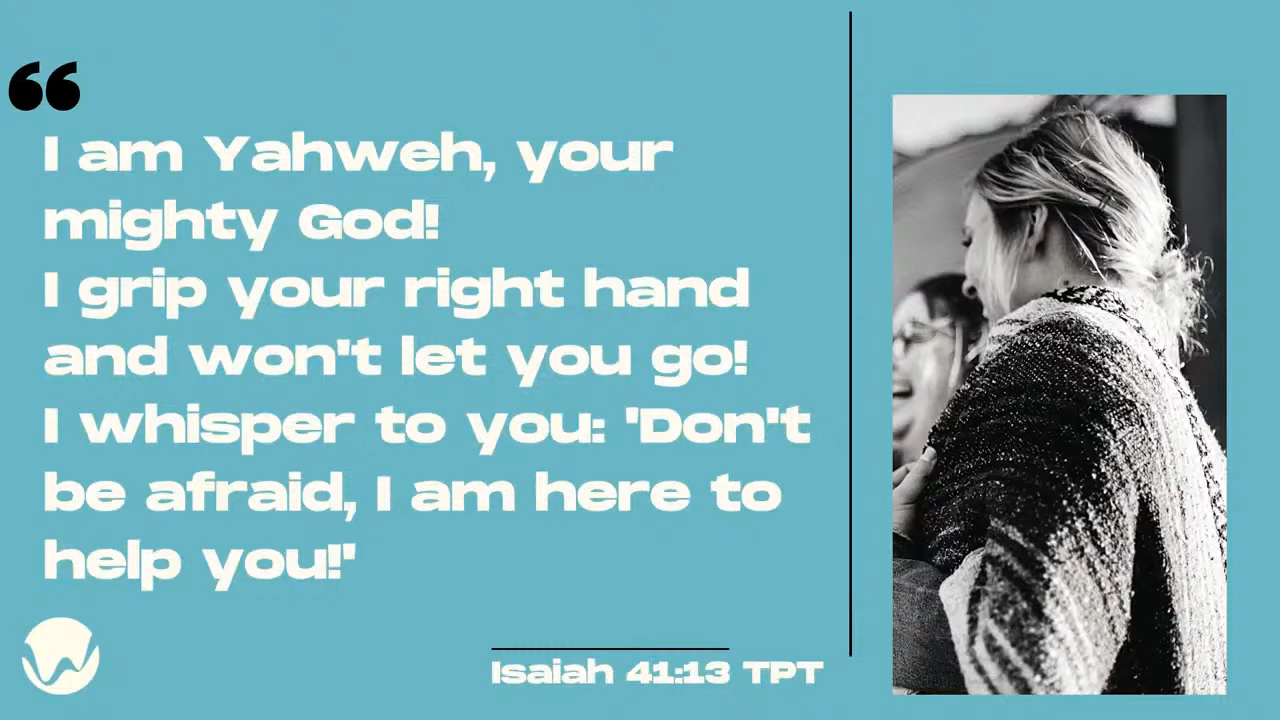 “
I am Yahweh, your
mighty God!
I grip your right hand
and won't let you go!
I whisper to you: 'Don't
be afraid, I am here to
help you!'
Isaiah 41:13 TPT